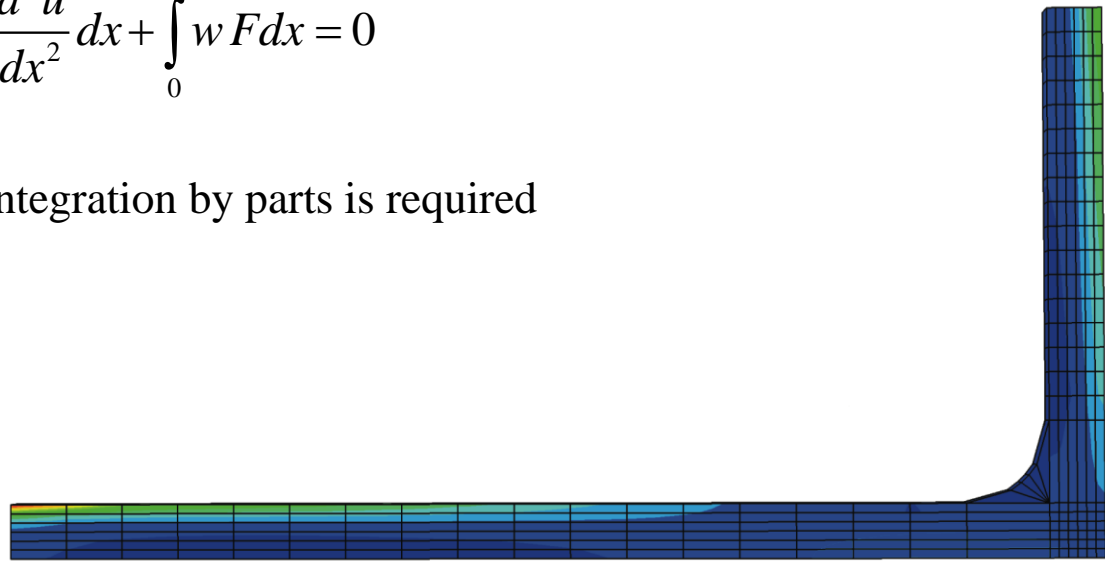 d²u/dx² dx + ∫₀ w F dx = 0
ntegration by parts is required